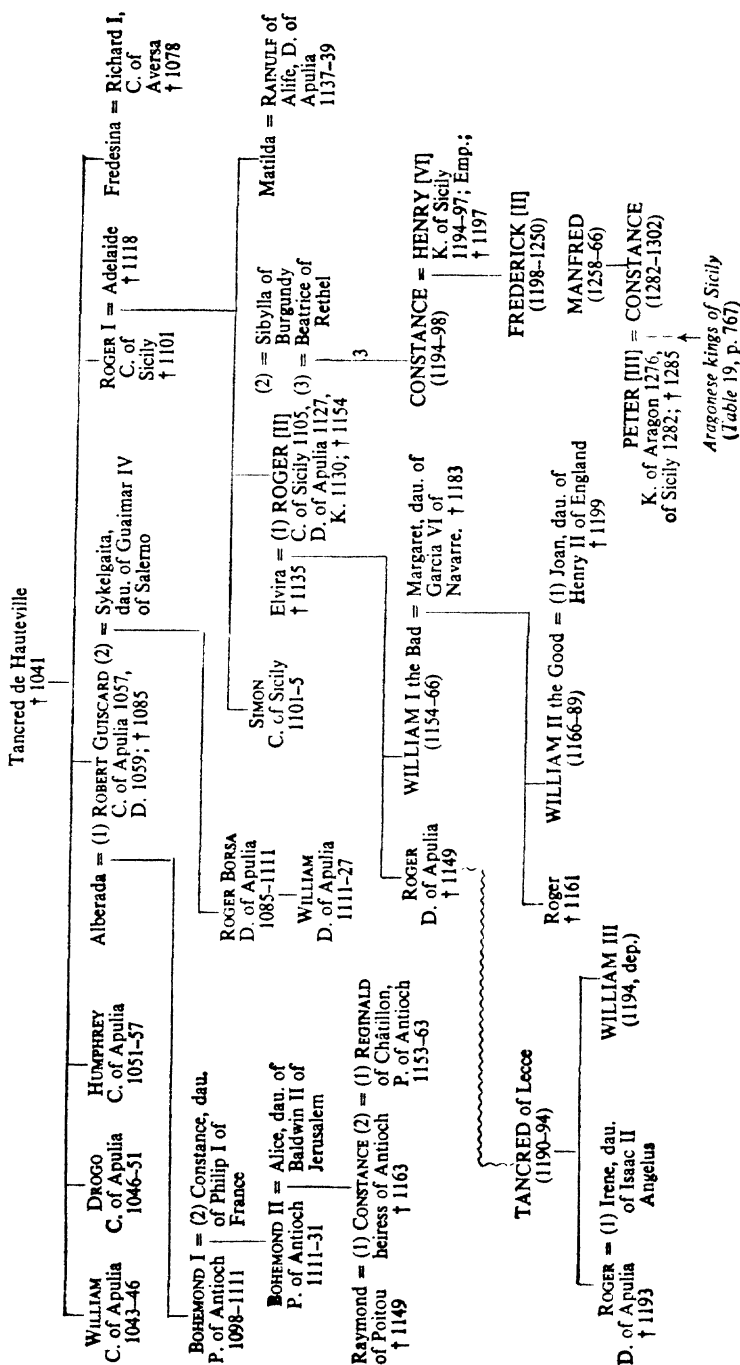 Tancred de Hauteville
† 1041
WILLIAM
C. of Apulia
1043–46
DROGO
C. of Apulia
1046–51
HUMPHREY
C. of Apulia
1051–57
Alberada = (1) ROBERT GUISCARD (2) = Sykelgaita,
C. of Apulia 1057,
D. 1059; † 1085
dau. of Guaimar IV
of Salerno
ROGER I = Adelaide
C. of
Sicily
† 1101
† 1118
Fredesina = Richard I,
C. of
Aversa
† 1078
BOHEMOND I = (2) Constance, dau.
P. of Antioch
1098–1111
of Philip I of
France
ROGER BORSA
D. of Apulia
1085–1111
SIMON
C. of Sicily
1101–5
Elvira = (1) ROGER [II]
† 1135
C. of Sicily 1105,
D. of Apulia 1127,
K. 1130; † 1154
(2) = Sibylla of
Burgundy
(3) = Beatrice of
Rethel
Matilda = RAINULF of
Alife, D. of
Apulia
1137–39
BOHEMOND II = Alice, dau. of
P. of Antioch
1111–31
Baldwin II of
Jerusalem
WILLIAM
D. of Apulia
1111–27
3
Raymond = (1) CONSTANCE (2) = (1) REGINALD
of Poitou
† 1149
heiress of Antioch
† 1163
of Châtillon,
P. of Antioch
1153–63
ROGER
D. of Apulia
† 1149
WILLIAM I the Bad = Margaret, dau. of
(1154–66)
Garcia VI of
Navarre. † 1183
CONSTANCE = HENRY [VI]
(1194–98)
K. of Sicily
1194–97; Emp.;
† 1197
TANCRED of Lecce
(1190–94)
Roger
† 1161
WILLIAM II the Good = (1) Joan, dau. of
(1166–89)
Henry II of England
† 1199
FREDERICK [II]
(1198–1250)
MANFRED
(1258–66)
ROGER = (1) Irene, dau.
D. of Apulia
† 1193
of Isaac II
Angelus
WILLIAM III
(1194, dep.)
PETER [III] = CONSTANCE
K. of Aragon 1276,
of Sicily 1282; † 1285
(1282–1302)
Aragonese kings of Sicily
(Table 19, p. 767)